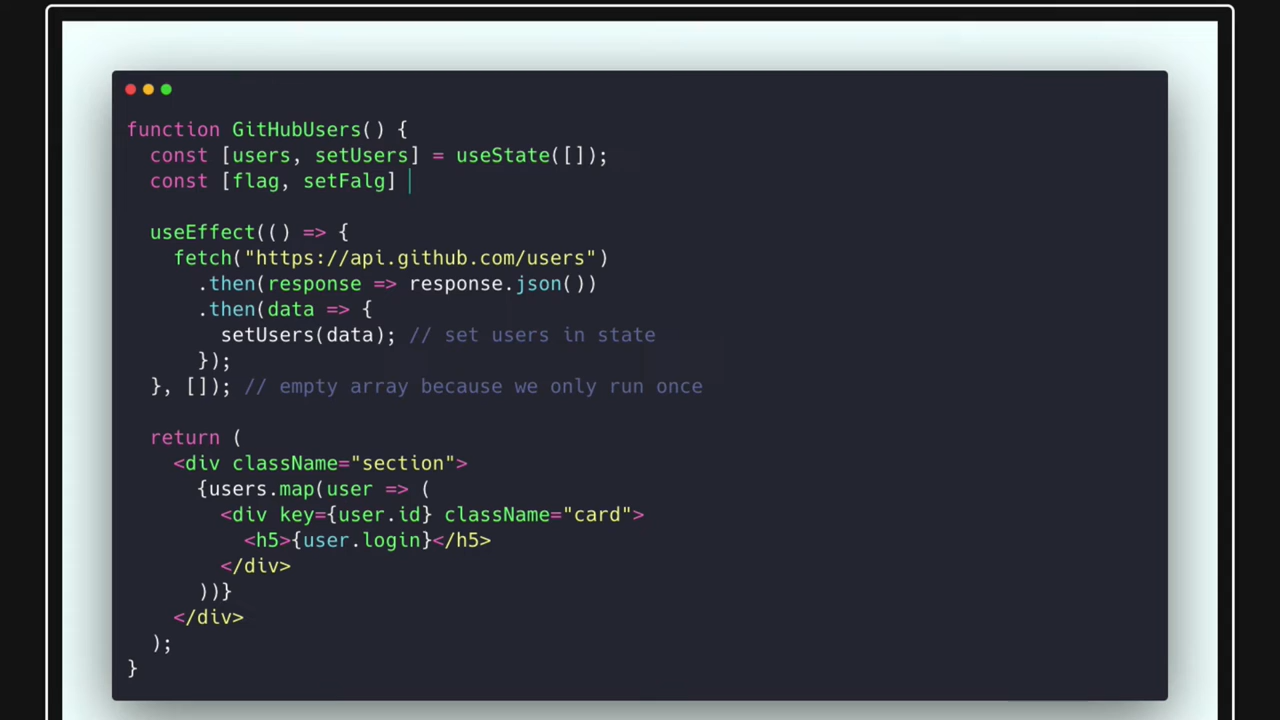 function GitHubUsers() {
  const [users, setUsers] = useState([]);
  const [flag, setFalg]
  useEffect(() => {
    fetch("https://api.github.com/users")
      .then(response => response.json())
      .then(data => {
        setUsers(data); // set users in state
      });
  }, []); // empty array because we only run once
  return (
    <div className="section">
      {users.map(user => (
        <div key={user.id} className="card">
          <h5>{user.login}</h5>
        </div>
      ))}
    </div>
  );
}